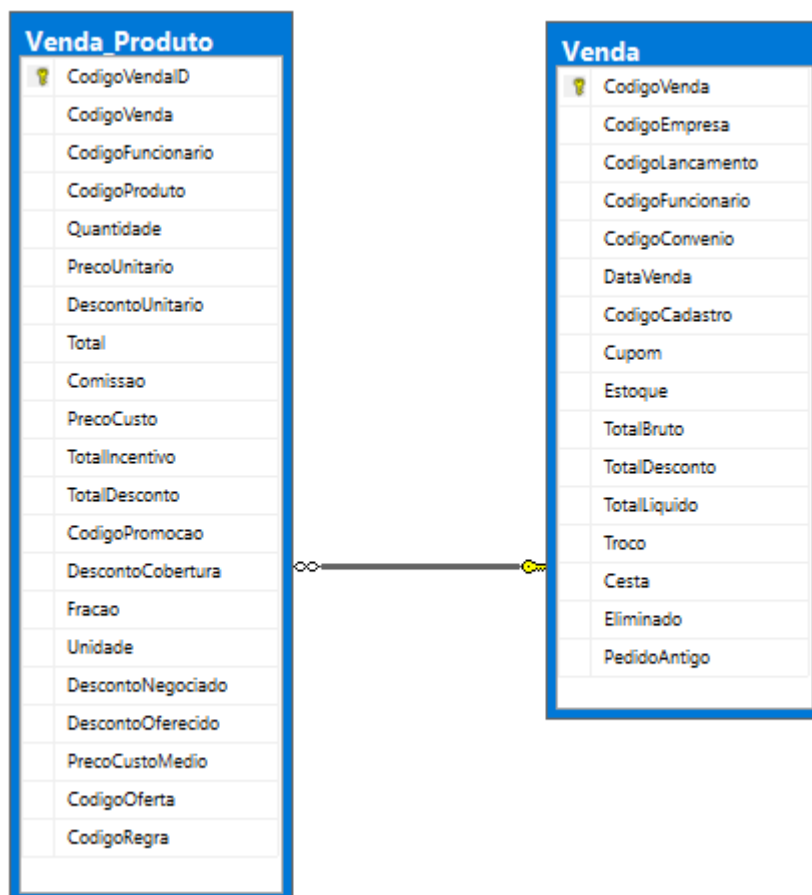 Venda_Produto
CodigoVendaID
CodigoVenda
CodigoFuncionario
CodigoProduto
Quantidade
PrecoUnitario
DescontoUnitario
Total
Comissao
PrecoCusto
TotalIncentivo
TotalDesconto
CodigoPromocao
DescontoCobertura
Fracao
Unidade
DescontoNegociado
DescontoOferecido
PrecoCustoMedio
CodigoOferta
CodigoRegra
Venda
CodigoVenda
CodigoEmpresa
CodigoLancamento
CodigoFuncionario
CodigoConvenio
DataVenda
CodigoCadastro
Cupom
Estoque
TotalBruto
TotalDesconto
TotalLiquido
Troco
Cesta
Eliminado
PedidoAntigo